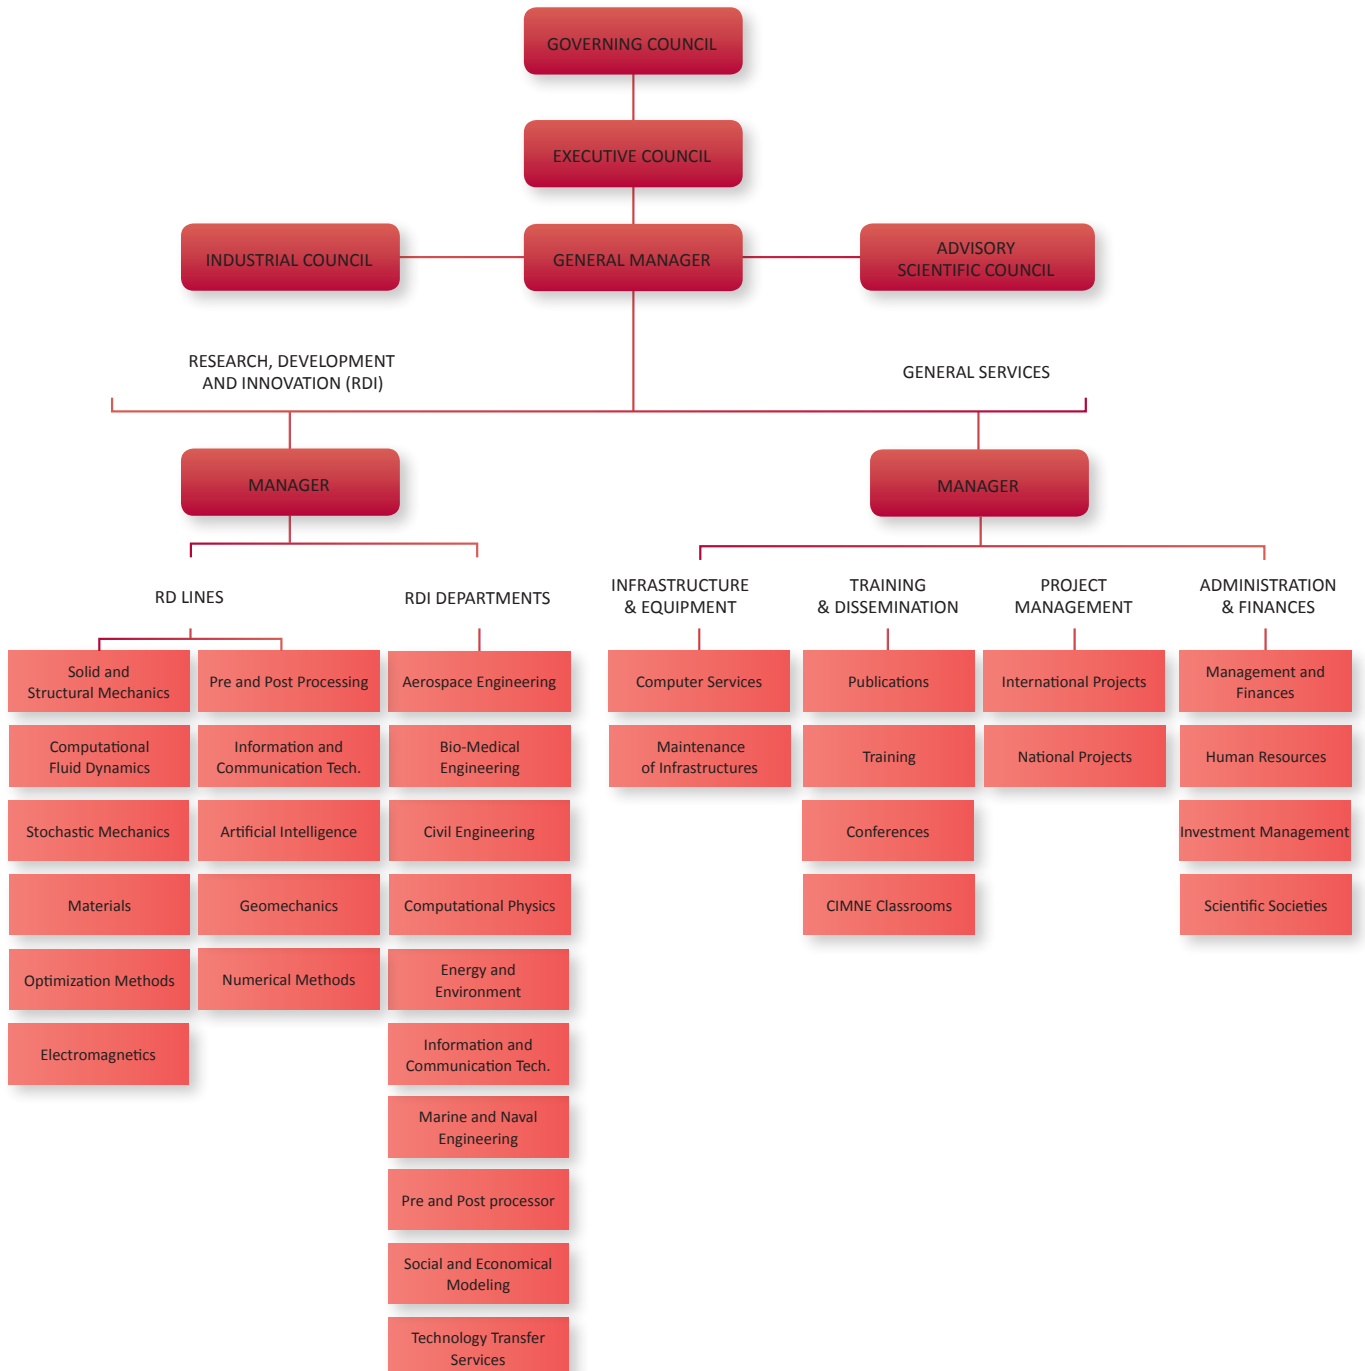 GOVERNING COUNCIL
EXECUTIVE COUNCIL
INDUSTRIAL COUNCIL
GENERAL MANAGER
ADVISORY
SCIENTIFIC COUNCIL
RESEARCH, DEVELOPMENT
AND INNOVATION (RDI)
GENERAL SERVICES
MANAGER
MANAGER
RD LINES
RDI DEPARTMENTS
INFRASTRUCTURE
& EQUIPMENT
TRAINING
& DISSEMINATION
PROJECT
MANAGEMENT
ADMINISTRATION
& FINANCES
Solid and
Structural Mechanics
Computational
Fluid Dynamics
Stochastic Mechanics
Materials
Optimization Methods
Electromagnetics
Pre and Post Processing
Information and
Communication Tech.
Artificial Intelligence
Geomechanics
Numerical Methods
Aerospace Engineering
Bio-Medical
Engineering
Civil Engineering
Computational Physics
Energy and
Environment
Information and
Communication Tech.
Marine and Naval
Engineering
Pre and Post processor
Social and Economical
Modeling
Technology Transfer
Services
Computer Services
Maintenance
of Infrastructures
Publications
Training
Conferences
CIMNE Classrooms
International Projects
National Projects
Management and
Finances
Human Resources
Investment Management
Scientific Societies